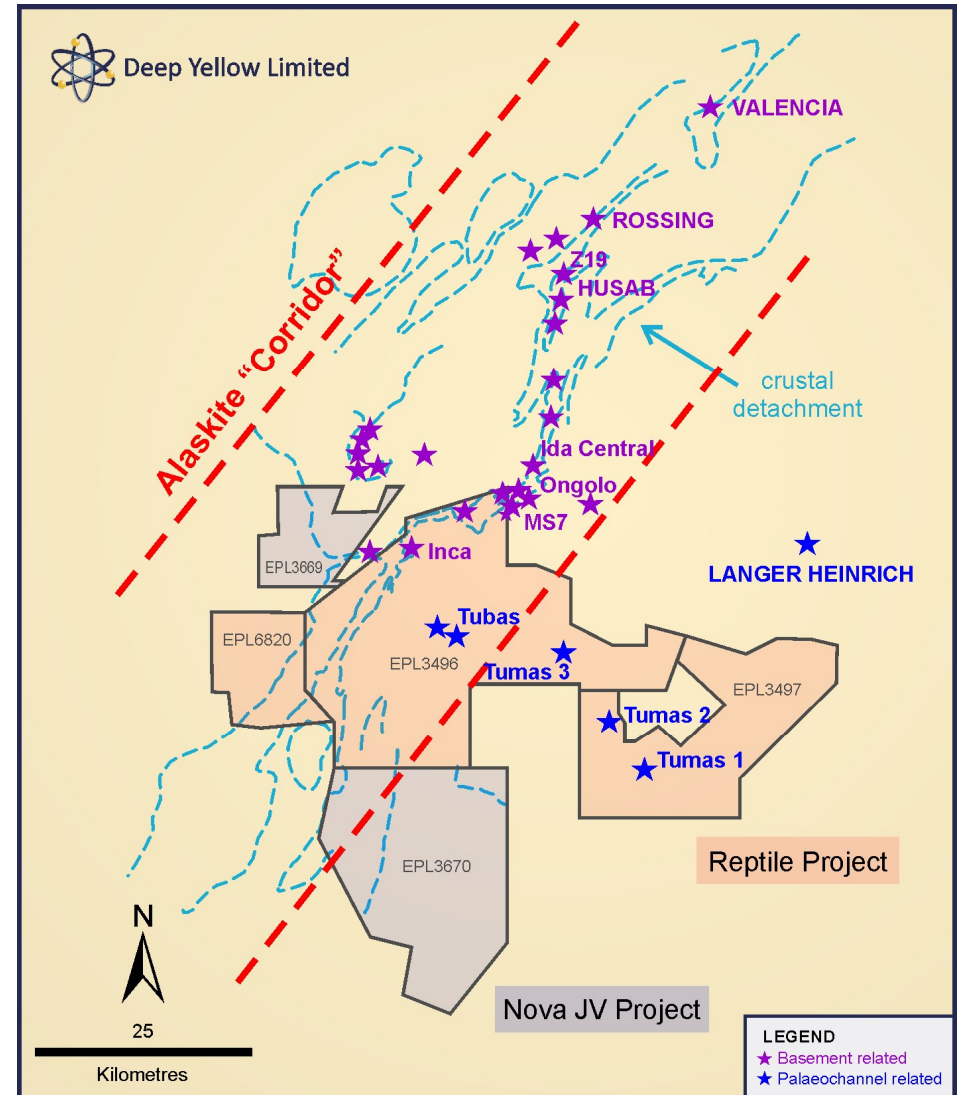 Deep Yellow Limited
VALENCIA
ROSSING
Z19
HUSAB
Alaskite “Corridor”
crustal
detachment
Ida Central
Ongolo
MS7
Inca
LANGER HEINRICH
EPL3669
Tubas
EPL6820
EPL3496
Tumas 3
EPL3497
Tumas 2
Tumas 1
EPL3670
Reptile Project
N
Nova JV Project
25
Kilometres
LEGEND
Basement related
Palaeochannel related